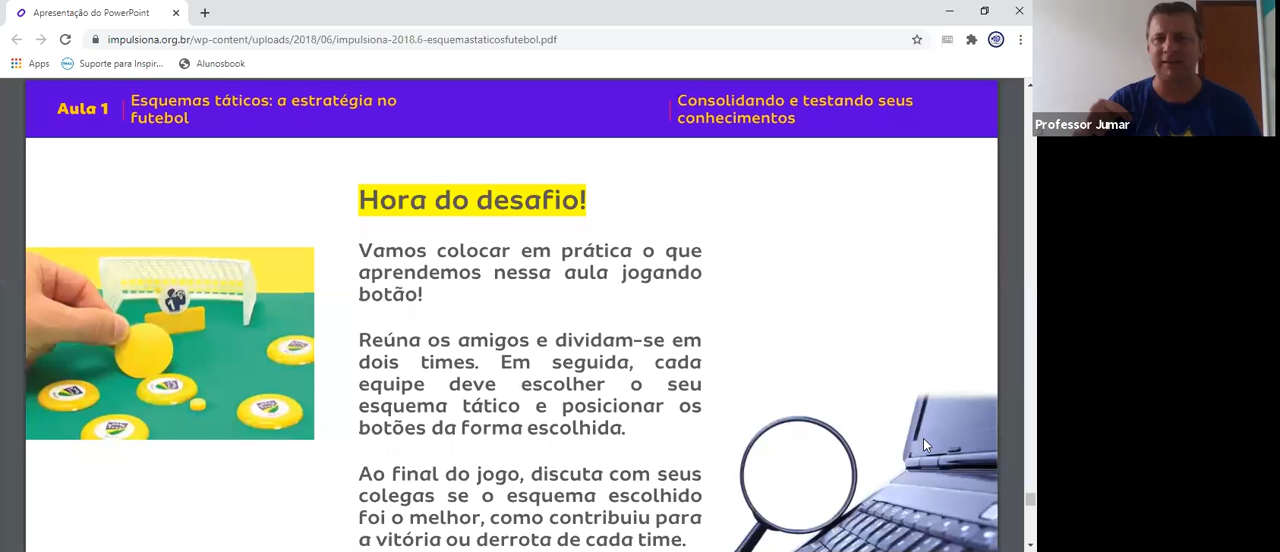 Apresentação do PowerPoint
impulsiona.org.br/wp-content/uploads/2018/06/impulsiona-2018.6-esquemastaticosfutebol.pdf
Apps
Suporte para Inspir...
Alunosbook
Aula 1
Esquemas táticos: a estratégia no
futebol
Consolidando e testando seus
conhecimentos
Professor Jumar
Hora do desafio!
Vamos colocar em prática o que
aprendemos nessa aula jogando
botão!
Reúna os amigos e dividam-se em
dois times. Em seguida, cada
equipe deve escolher o seu
esquema tático e posicionar os
botões da forma escolhida.
Ao final do jogo, discuta com seus
colegas se o esquema escolhido
foi o melhor, como contribuiu para
a vitória ou derrota de cada time.